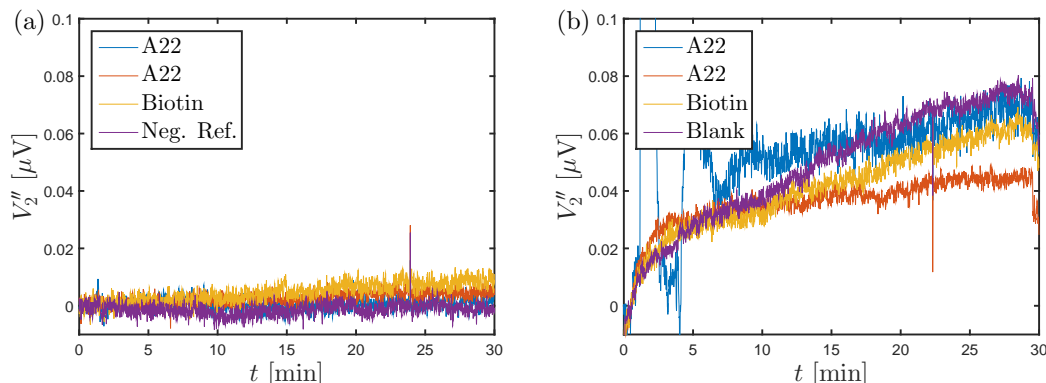 (a)
0.1
0.08
0.06
0.04
0.02
0
V₂″ [μV]
A22
A22
Biotin
Neg. Ref.
0 5 10 15 20 25 30
t [min]
(b)
0.1
0.08
0.06
0.04
0.02
0
V₂″ [μV]
A22
A22
Biotin
Blank
0 5 10 15 20 25 30
t [min]